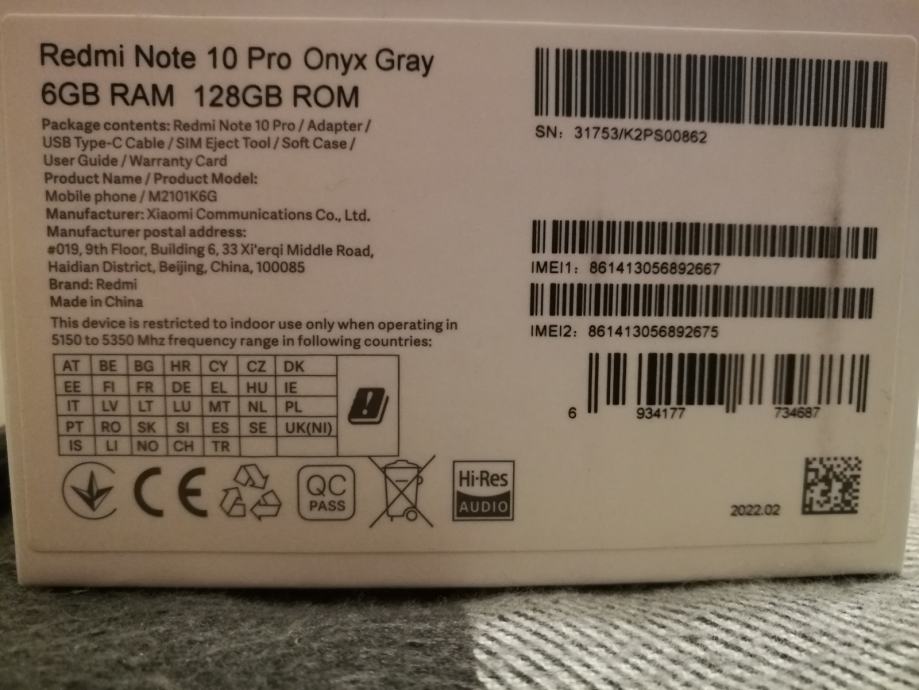 Redmi Note 10 Pro Onyx Gray
6GB RAM 128GB ROM
Package contents: Redmi Note 10 Pro / Adapter /
USB Type-C Cable / SIM Eject Tool / Soft Case /
User Guide / Warranty Card
Product Name / Product Model:
Mobile phone / M2101K6G
Manufacturer: Xiaomi Communications Co., Ltd.
Manufacturer postal address:
#019, 9th Floor, Building 6, 33 Xi'erqi Middle Road,
Haidian District, Beijing, China, 100085
Brand: Redmi
Made in China
This device is restricted to indoor use only when operating in
5150 to 5350 Mhz frequency range in following countries:
AT BE BG HR CY CZ DK
EE FI FR DE EL HU IE
IT LV LT LU MT NL PL
PT RO SK SI ES SE UK(NI)
IS LI NO CH TR
CE
QC
PASS
Hi-Res
AUDIO
SN: 31753/K2PS00862
IMEI1: 861413056892667
IMEI2: 861413056892675
6 934177 734687
2022.02